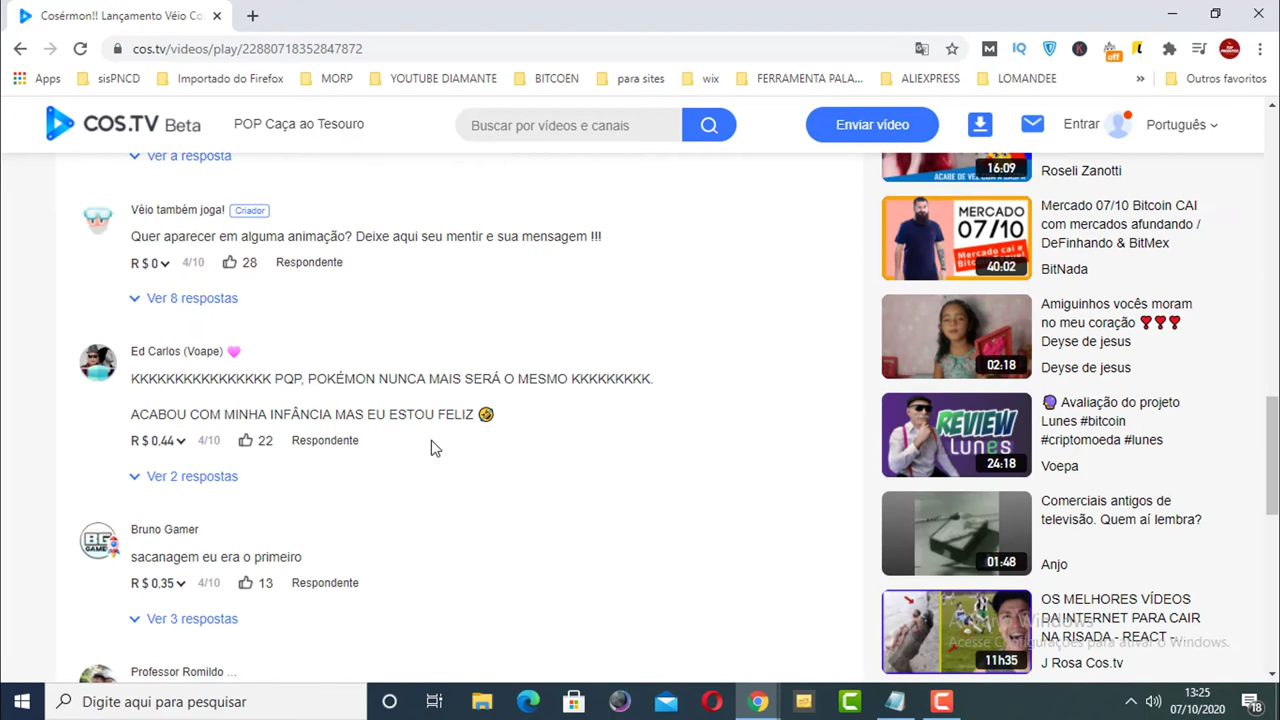 Cosérmon!! Lançamento Véio Co
cos.tv/videos/play/22880718352847872
off
Apps
sisPNCD
Importado do Firefox
MORP
YOUTUBE DIAMANTE
BITCOEN
para sites
wix
FERRAMENTA PALA...
ALIEXPRESS
LOMANDEE
»
Outros favoritos
COS.TV Beta
POP Caça ao Tesouro
Buscar por vídeos e canais
Enviar vídeo
Entrar
Português
Ver a resposta
Véio também joga!
Criador
Quer aparecer em alguma animação? Deixe aqui seu mentir e sua mensagem !!!
R$ 0 4/10 28 Respondente
Ver 8 respostas
Ed Carlos (Voape)
KKKKKKKKKKKKKKKK PQP, POKÉMON NUNCA MAIS SERÁ O MESMO KKKKKKKKK.
ACABOU COM MINHA INFÂNCIA MAS EU ESTOU FELIZ 🤣
R$ 0,44 4/10 22 Respondente
Ver 2 respostas
BG
GAME
Bruno Gamer
sacanagem eu era o primeiro
R$ 0,35 4/10 13 Respondente
Ver 3 respostas
Professor Romildo ...
16:09
Roseli Zanotti
MERCADO
07/10
40:02
Mercado 07/10 Bitcoin CAI
com mercados afundando /
DeFinhando & BitMex
BitNada
02:18
Amiguinhos vocês moram
no meu coração ❣❣❣
Deyse de jesus
Deyse de jesus
REVIEW
LUNES
24:18
🔮 Avaliação do projeto
Lunes #bitcoin
#criptomoeda #lunes
Voepa
01:48
Comerciais antigos de
televisão. Quem aí lembra?
Anjo
11h35
OS MELHORES VÍDEOS
DA INTERNET PARA CAIR
NA RISADA - REACT -
J Rosa Cos.tv
Acesse Configurações para ativar o Windows.
Digite aqui para pesquisar
13:25
07/10/2020
18